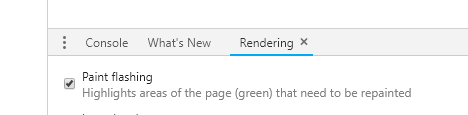 Console What's New Rendering ×
Paint flashing
Highlights areas of the page (green) that need to be repainted